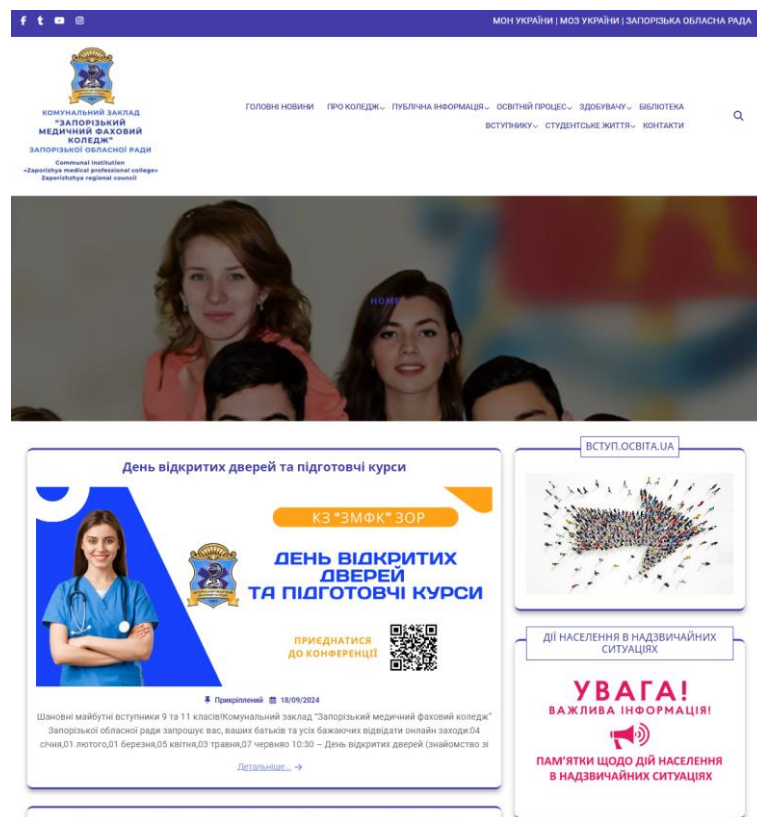 МОН УКРАЇНИ | МОЗ УКРАЇНИ | ЗАПОРІЗЬКА ОБЛАСНА РАДА
КОМУНАЛЬНИЙ ЗАКЛАД
"ЗАПОРІЗЬКИЙ
МЕДИЧНИЙ ФАХОВИЙ
КОЛЕДЖ"
ЗАПОРІЗЬКОЇ ОБЛАСНОЇ РАДИ
Communal institution
«Zaporizhya medical professional college»
Zaporizhzhya regional council
ГОЛОВНІ НОВИНИ ПРО КОЛЕДЖ ПУБЛІЧНА ІНФОРМАЦІЯ ОСВІТНІЙ ПРОЦЕС ЗДОБУВАЧУ БІБЛІОТЕКА
ВСТУПНИКУ СТУДЕНТСЬКЕ ЖИТТЯ КОНТАКТИ
HOME
День відкритих дверей та підготовчі курси
КЗ "ЗМФК" ЗОР
ДЕНЬ ВІДКРИТИХ
ДВЕРЕЙ
ТА ПІДГОТОВЧІ КУРСИ
ПРИЄДНАТИСЯ
ДО КОНФЕРЕНЦІЇ
Прикріплений 18/09/2024
Шановні майбутні вступники 9 та 11 класів!Комунальний заклад "Запорізький медичний фаховий коледж"
Запорізької обласної ради запрошує вас, ваших батьків та усіх бажаючих відвідати онлайн заходи:04
січня,01 лютого,01 березня,05 квітня,03 травня,07 червняо 10:30 – День відкритих дверей (знайомство зі
Детальніше... →
ВСТУП.ОСВІТА.UA
ДІЇ НАСЕЛЕННЯ В НАДЗВИЧАЙНИХ
СИТУАЦІЯХ
УВАГА!
ВАЖЛИВА ІНФОРМАЦІЯ!
ПАМ'ЯТКИ ЩОДО ДІЙ НАСЕЛЕННЯ
В НАДЗВИЧАЙНИХ СИТУАЦІЯХ